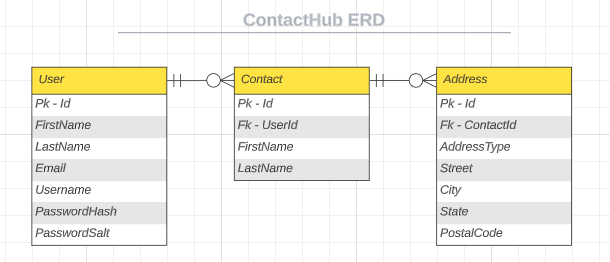 ContactHub ERD
User
Pk - Id
FirstName
LastName
Email
Username
PasswordHash
PasswordSalt
Contact
Pk - Id
Fk - UserId
FirstName
LastName
Address
Pk - Id
Fk - ContactId
AddressType
Street
City
State
PostalCode